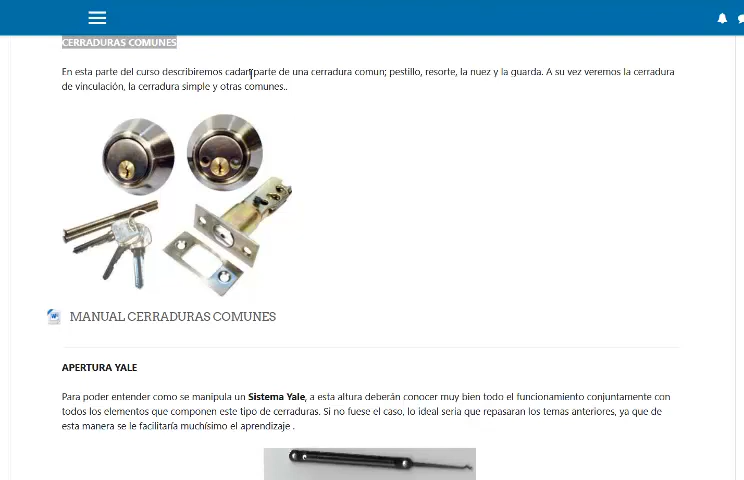 CERRADURAS COMUNES
En esta parte del curso describiremos cada parte de una cerradura comun; pestillo, resorte, la nuez y la guarda. A su vez veremos la cerradura
de vinculación, la cerradura simple y otras comunes..
MANUAL CERRADURAS COMUNES
APERTURA YALE
Para poder entender como se manipula un Sistema Yale, a esta altura deberán conocer muy bien todo el funcionamiento conjuntamente con
todos los elementos que componen este tipo de cerraduras. Si no fuese el caso, lo ideal seria que repasaran los temas anteriores, ya que de
esta manera se le facilitaría muchísimo el aprendizaje .